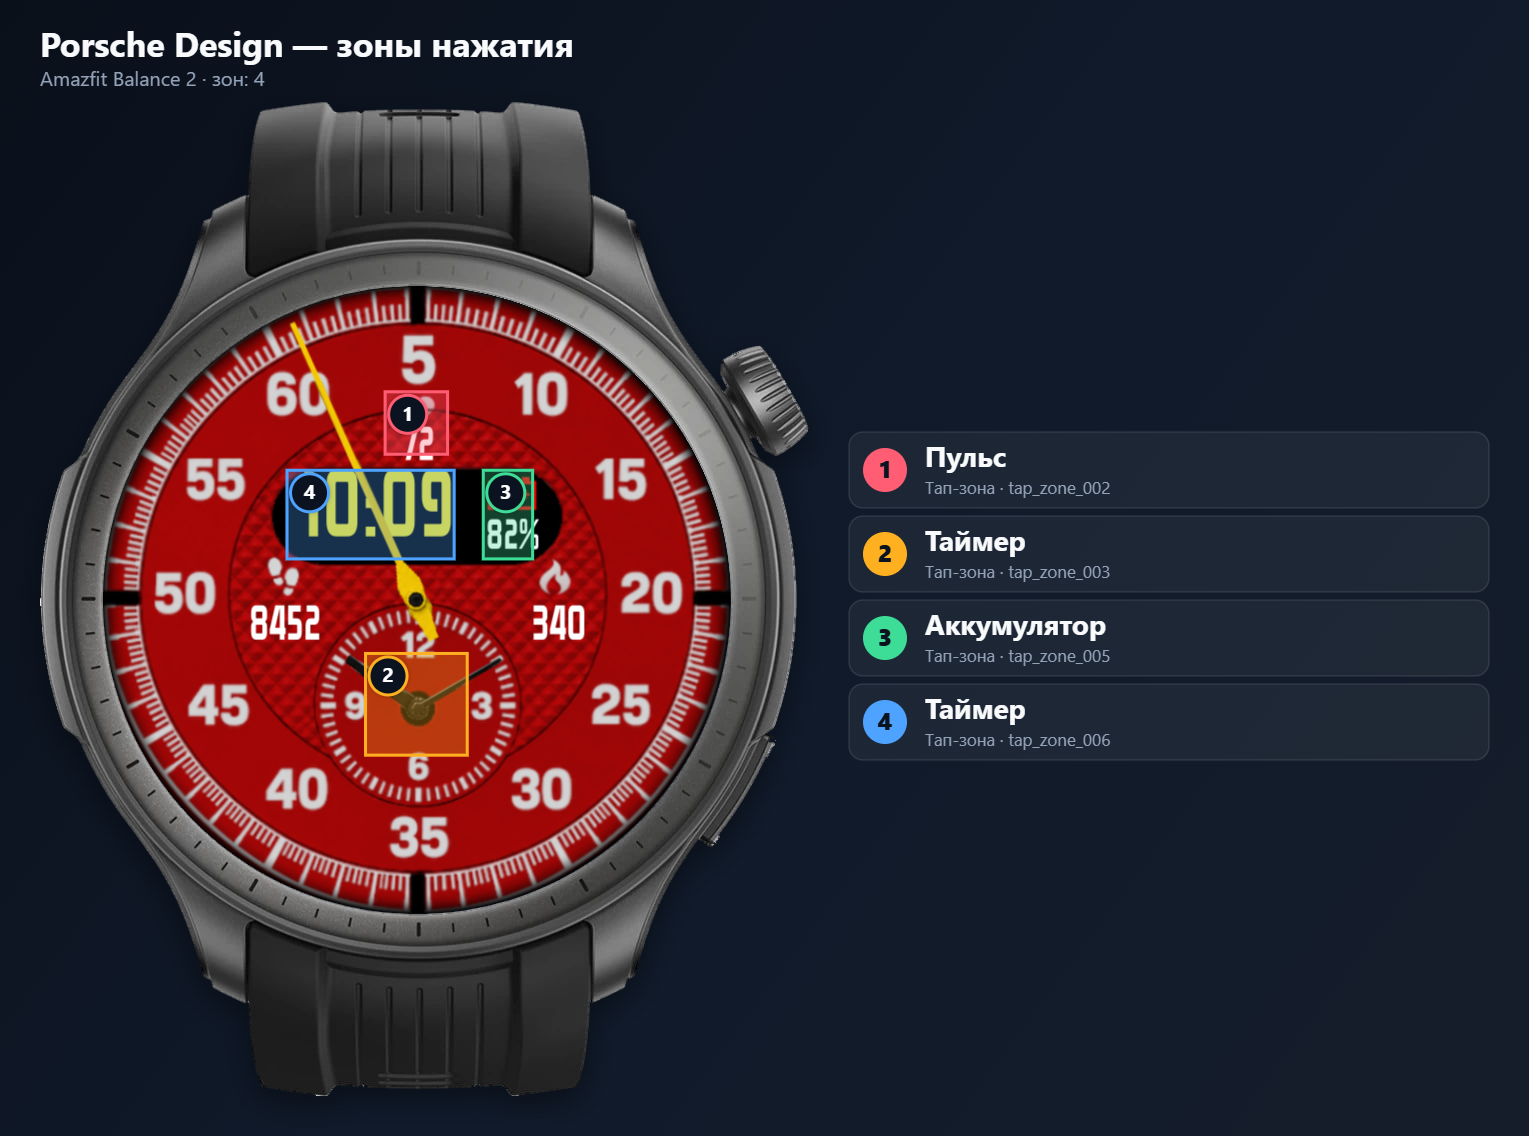 Porsche Design — зоны нажатия
Amazfit Balance 2 · зон: 4
5
60
10
1
72
55
15
4
10:09
3
82%
50
20
8452
340
12
2
9
3
45
25
6
40
30
35
1
Пульс
Тап-зона · tap_zone_002
2
Таймер
Тап-зона · tap_zone_003
3
Аккумулятор
Тап-зона · tap_zone_005
4
Таймер
Тап-зона · tap_zone_006